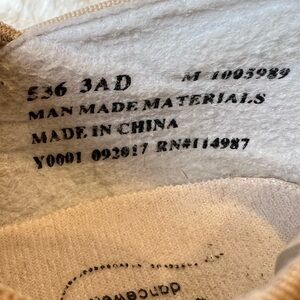 536 3AD M 1005989
MAN MADE MATERIALS
MADE IN CHINA
Y0001 092017 RN#114987